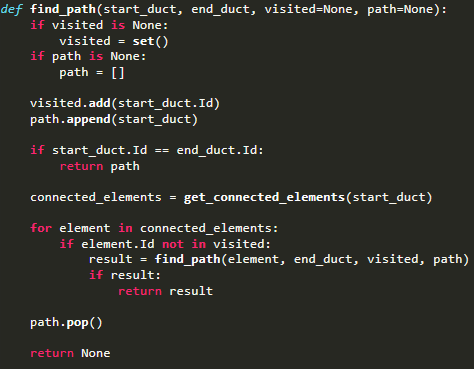 def find_path(start_duct, end_duct, visited=None, path=None):
    if visited is None:
        visited = set()
    if path is None:
        path = []

    visited.add(start_duct.Id)
    path.append(start_duct)

    if start_duct.Id == end_duct.Id:
        return path

    connected_elements = get_connected_elements(start_duct)

    for element in connected_elements:
        if element.Id not in visited:
            result = find_path(element, end_duct, visited, path)
            if result:
                return result

    path.pop()

    return None